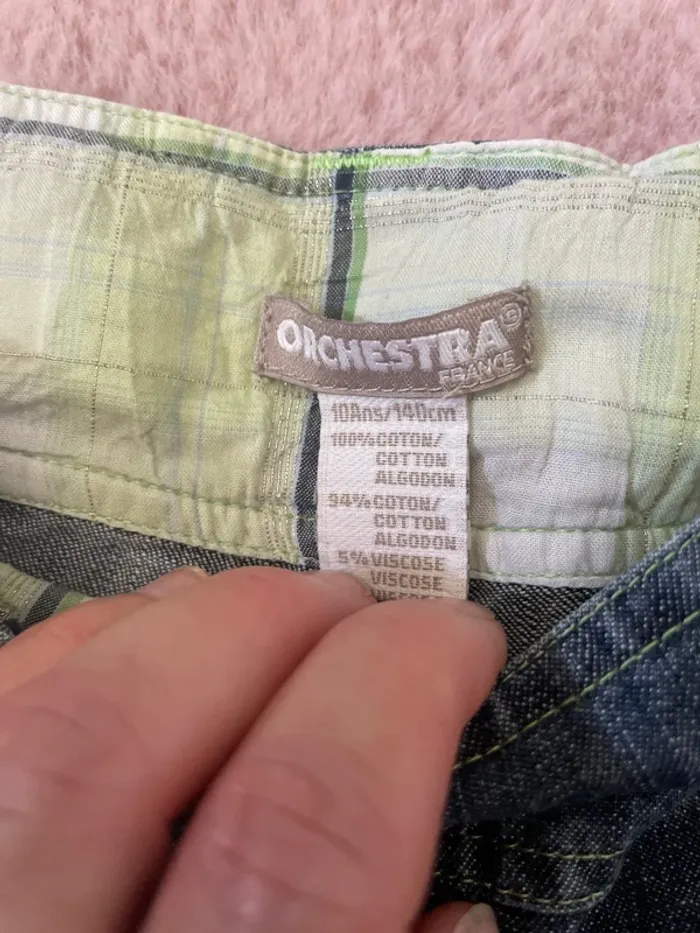 ORCHESTRA
FRANCE
10Ans/140cm
100%COTON/
COTTON
ALGODON
94%COTON/
COTTON
ALGODON
5%VISCOSE
VISCOSE